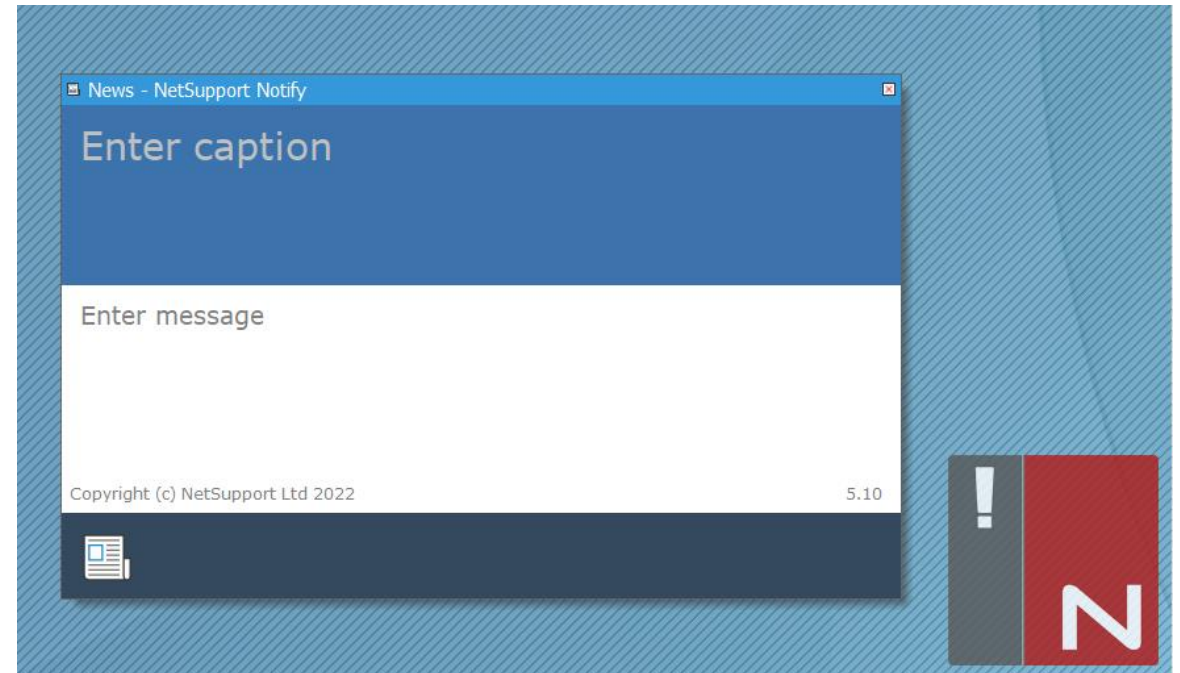 News - NetSupport Notify
Enter caption
Enter message
Copyright (c) NetSupport Ltd 2022 5.10
!
N